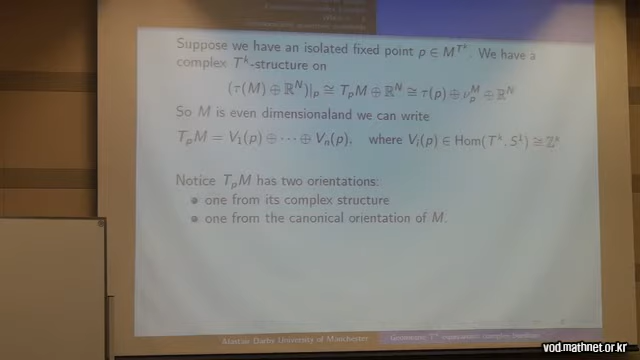 Suppose we have an isolated fixed point p ∈ M^{T^k}. We have a
complex T^k-structure on
(τ(M) ⊕ ℝ^N)|_p ≅ T_pM ⊕ ℝ^N ≅ τ(p) ⊕ ν_p^M ⊕ ℝ^N
So M is even dimensionaland we can write
T_pM = V_1(p) ⊕ ⋯ ⊕ V_n(p), where V_i(p) ∈ Hom(T^k, S^1) ≅ ℤ^k
Notice T_pM has two orientations:
● one from its complex structure
● one from the canonical orientation of M.
Alastair Darby University of Manchester
vod.mathnet.or.kr